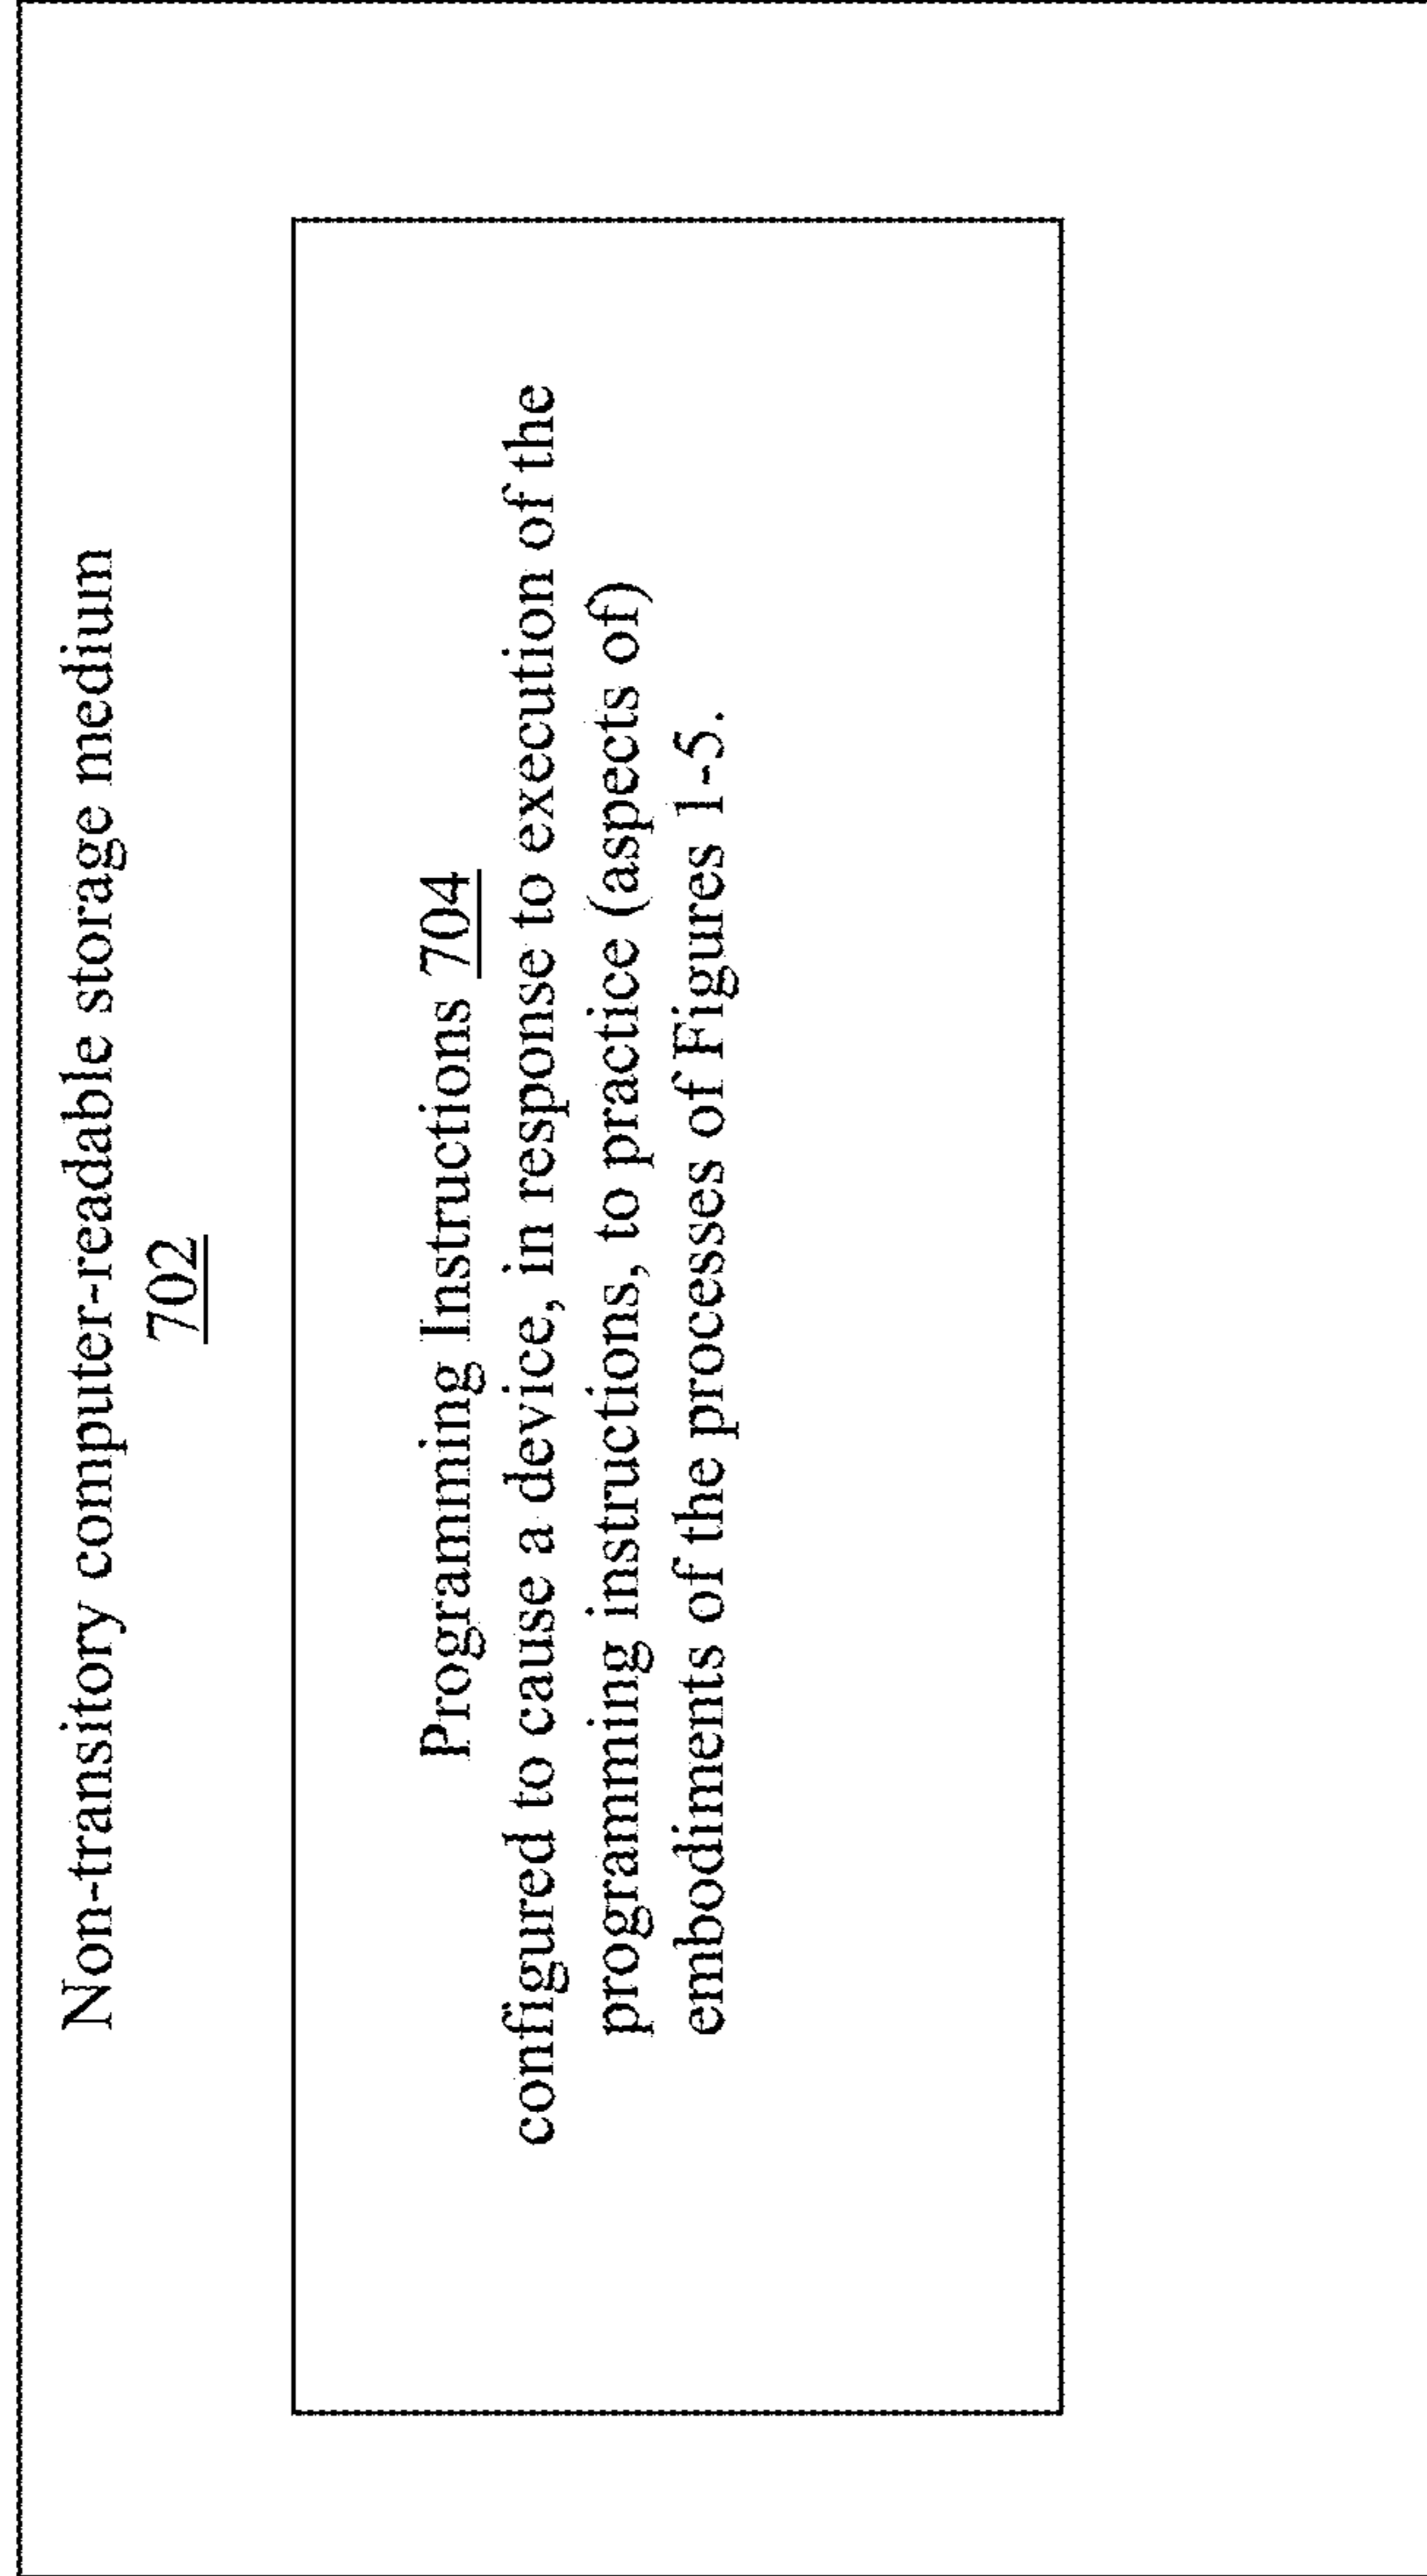 Non-transitory computer-readable storage medium
702
Programming Instructions 704
configured to cause a device, in response to execution of the
programming instructions, to practice (aspects of)
embodiments of the processes of Figures 1-5.